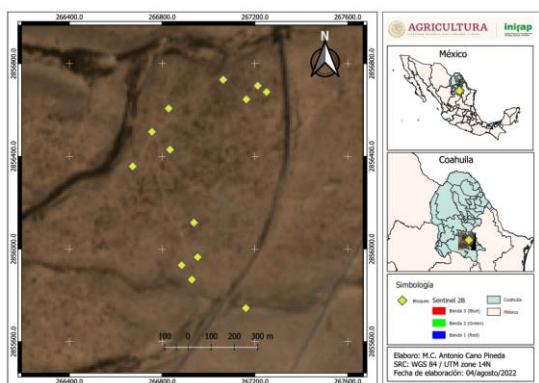 266400.0 266800.0 267200.0 267600.0
N
2856800.0
2856400.0
2856000.0
2855600.0
100 0 100 200 300 m
266400.0 266800.0 267200.0 267600.0
AGRICULTURA
inifap
México
Coahuila
Simbología
Bloques
Sentinel 2B
Banda 3 (Blue)
Banda 2 (Green)
Banda 1 (Red)
Coahuila
México
Elaboro: M.C. Antonio Cano Pineda
SRC: WGS 84 / UTM zone 14N
Fecha de elaboración: 04/agosto/2022